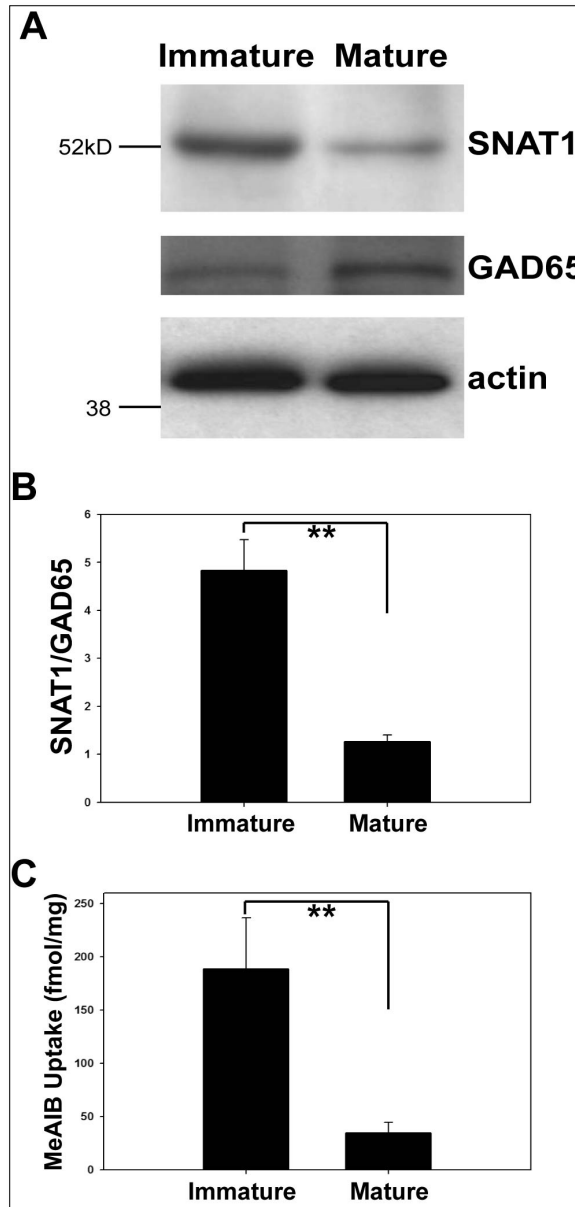 A
Immature Mature
52kD SNAT1
GAD65
actin
38
B
6
**
5
4
3
2
1
0
SNAT1/GAD65
Immature Mature
C
250
**
200
150
100
50
0
MeAIB Uptake (fmol/mg)
Immature Mature